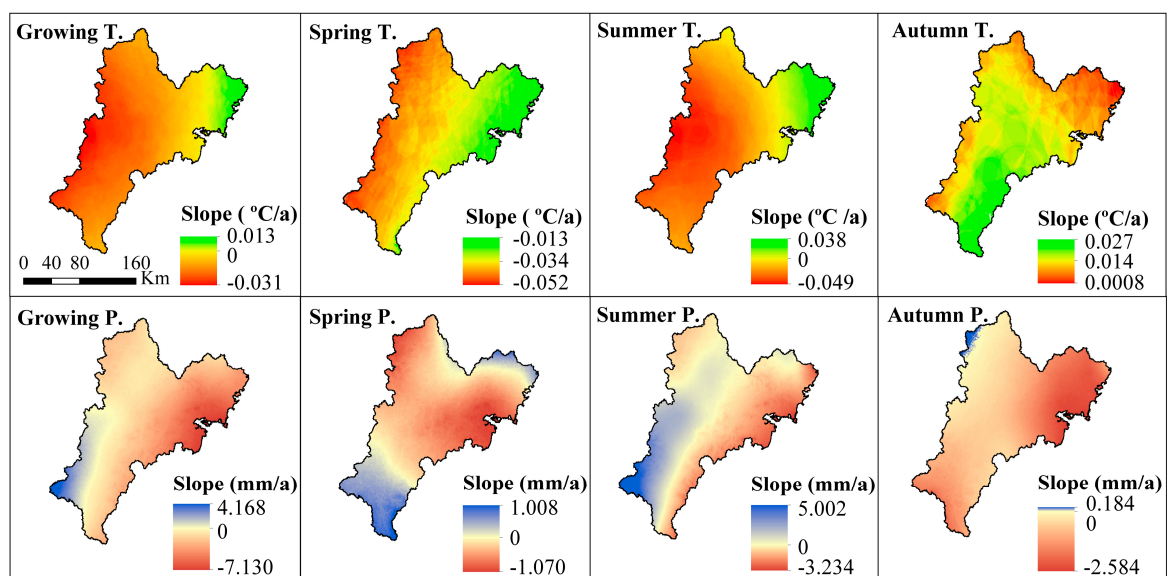 Growing T.
Slope ( ºC/a)
0.013
0
-0.031
0 40 80 160
Km
Spring T.
Slope ( ºC/a)
-0.013
-0.034
-0.052
Summer T.
Slope (ºC /a)
0.038
0
-0.049
Autumn T.
Slope (ºC/a)
0.027
0.014
0.0008
Growing P.
Slope (mm/a)
4.168
0
-7.130
Spring P.
Slope (mm/a)
1.008
0
-1.070
Summer P.
Slope (mm/a)
5.002
0
-3.234
Autumn P.
Slope (mm/a)
0.184
0
-2.584